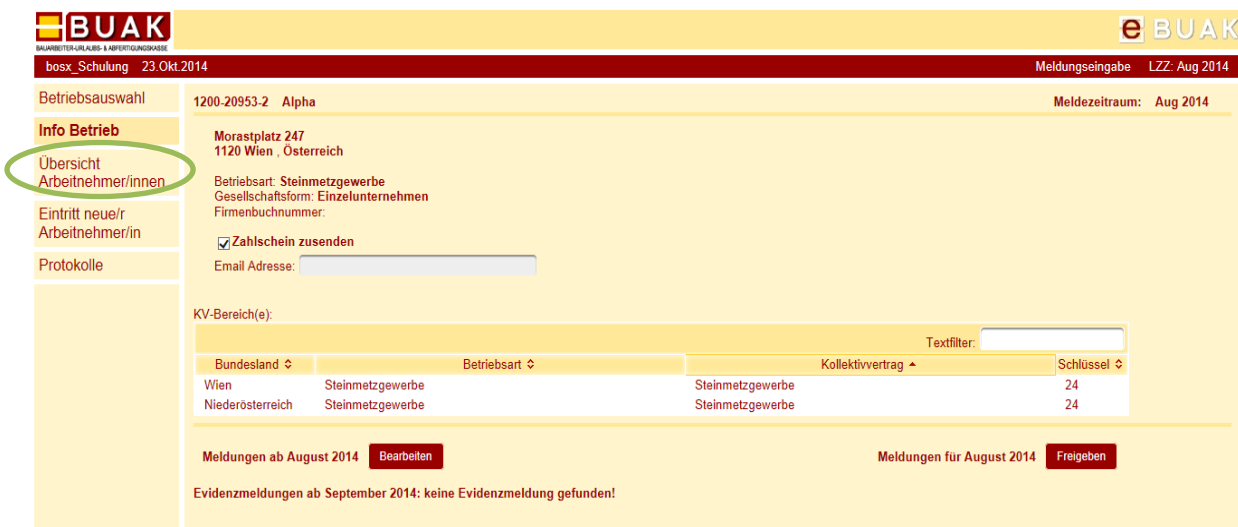 BUAK
BAUARBEITER-URLAUBS- & ABFERTIGUNGSKASSE
e BUAK
bosx_Schulung 23.Okt.2014 Meldungseingabe LZZ: Aug 2014
Betriebsauswahl
Info Betrieb
Übersicht
Arbeitnehmer/innen
Eintritt neue/r
Arbeitnehmer/in
Protokolle
1200-20953-2 Alpha Meldezeitraum: Aug 2014
Morastplatz 247
1120 Wien , Österreich
Betriebsart: Steinmetzgewerbe
Gesellschaftsform: Einzelunternehmen
Firmenbuchnummer:
Zahlschein zusenden
Email Adresse:
KV-Bereich(e):
Textfilter:
Bundesland Betriebsart Kollektivvertrag Schlüssel
Wien Steinmetzgewerbe Steinmetzgewerbe 24
Niederösterreich Steinmetzgewerbe Steinmetzgewerbe 24
Meldungen ab August 2014 Bearbeiten Meldungen für August 2014 Freigeben
Evidenzmeldungen ab September 2014: keine Evidenzmeldung gefunden!